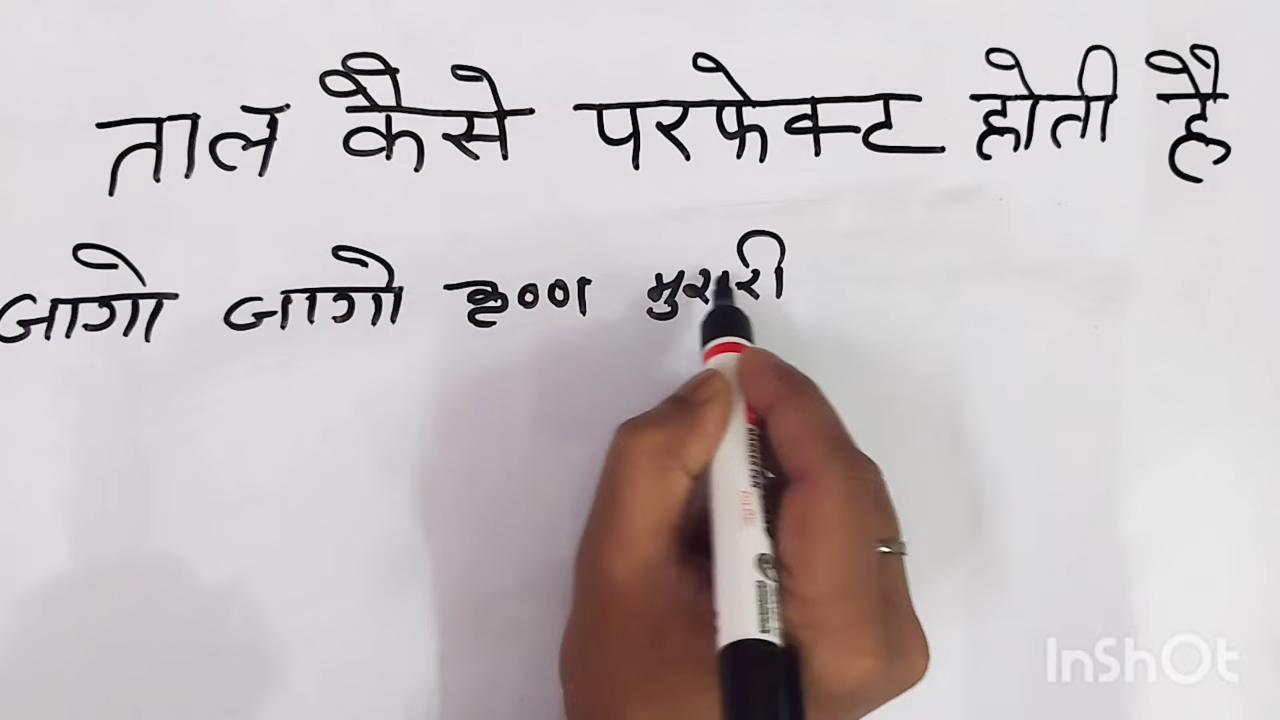 ताल कैसे परफेक्ट होती है
जागो जागो कृष्ण मुरारी
InShOt